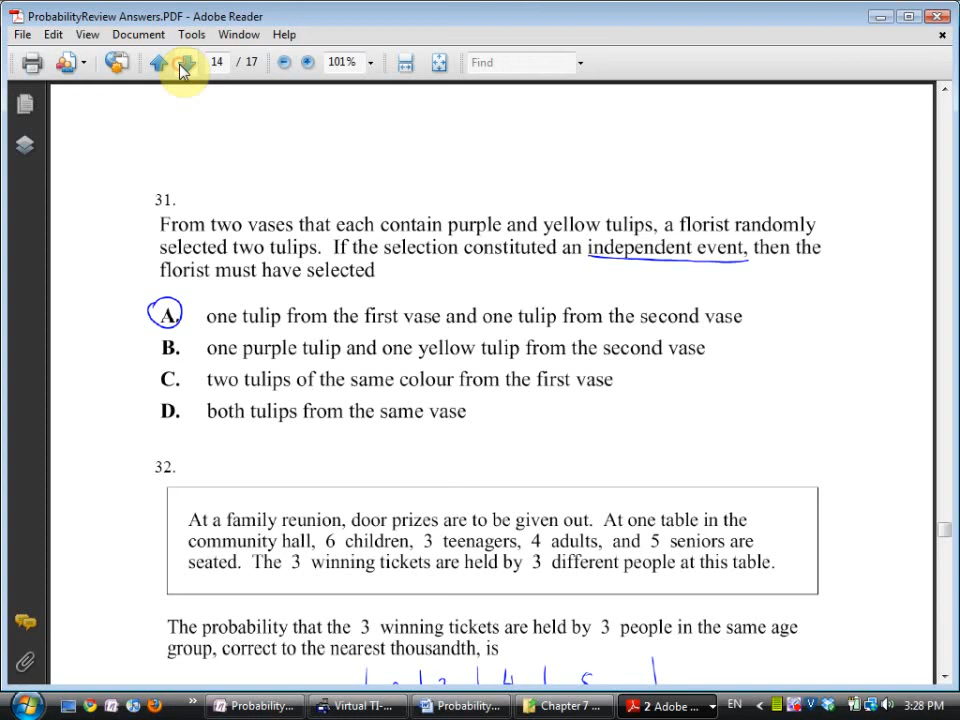 ProbabilityReview Answers.PDF - Adobe Reader
File Edit View Document Tools Window Help
14 / 17 101% Find
31.
From two vases that each contain purple and yellow tulips, a florist randomly
selected two tulips. If the selection constituted an independent event, then the
florist must have selected
A. one tulip from the first vase and one tulip from the second vase
B. one purple tulip and one yellow tulip from the second vase
C. two tulips of the same colour from the first vase
D. both tulips from the same vase
32.
At a family reunion, door prizes are to be given out. At one table in the
community hall, 6 children, 3 teenagers, 4 adults, and 5 seniors are
seated. The 3 winning tickets are held by 3 different people at this table.
The probability that the 3 winning tickets are held by 3 people in the same age
group, correct to the nearest thousandth, is
Probability... Virtual TI-... Probability... Chapter 7 ... 2 Adobe ... EN 3:28 PM